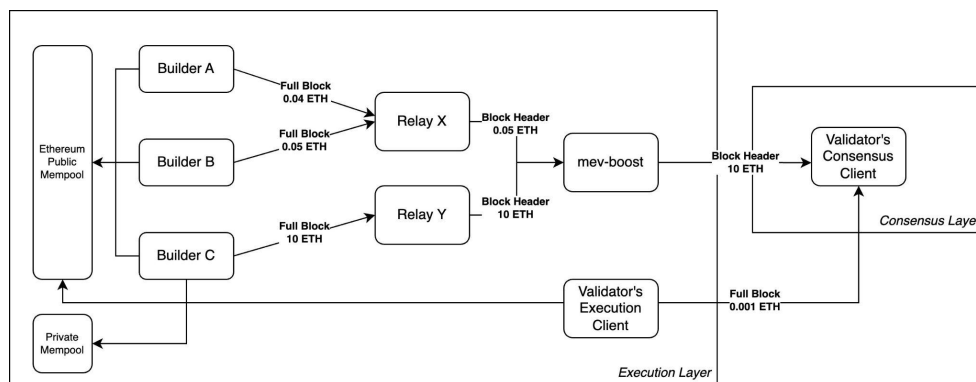 Builder A
Full Block
0.04 ETH
Ethereum
Public
Mempool
Builder B
Full Block
0.05 ETH
Relay X
Block Header
0.05 ETH
mev-boost
Block Header
10 ETH
Validator's
Consensus
Client
Relay Y
Block Header
10 ETH
Builder C
Full Block
10 ETH
Consensus Laye
Validator's
Execution
Client
Full Block
0.001 ETH
Private
Mempool
Execution Layer